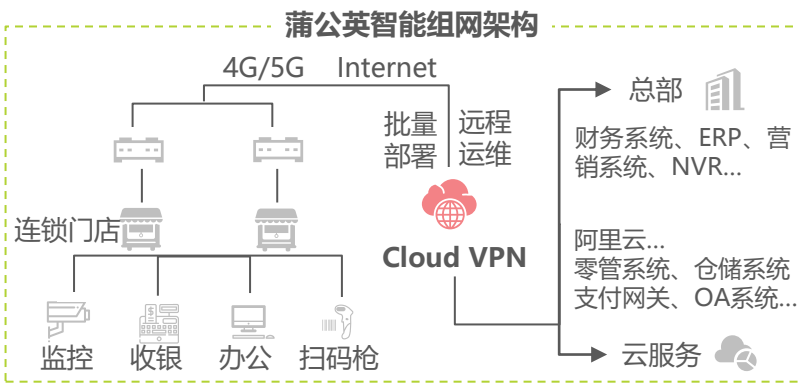 蒲公英智能组网架构
4G/5G Internet
批量
部署
远程
运维
Cloud VPN
连锁门店
监控
收银
办公
扫码枪
总部
财务系统、ERP、营
销系统、NVR...
阿里云...
零管系统、仓储系统
支付网关、OA系统...
云服务